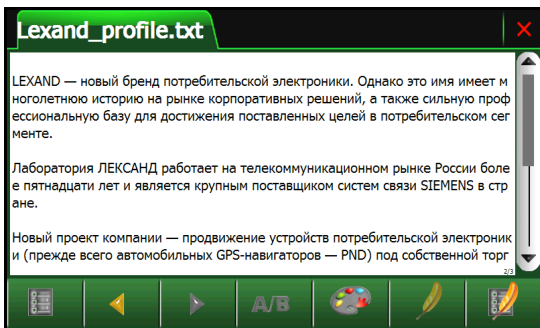 Lexand_profile.txt
LEXAND — новый бренд потребительской электроники. Однако это имя имеет м
ноголетнюю историю на рынке корпоративных решений, а также сильную проф
ессиональную базу для достижения поставленных целей в потребительском сег
менте.
Лаборатория ЛЕКСАНД работает на телекоммуникационном рынке России боле
е пятнадцати лет и является крупным поставщиком систем связи SIEMENS в стр
ане.
Новый проект компании — продвижение устройств потребительской электроник
и (прежде всего автомобильных GPS-навигаторов — PND) под собственной торг
2/3
A/B